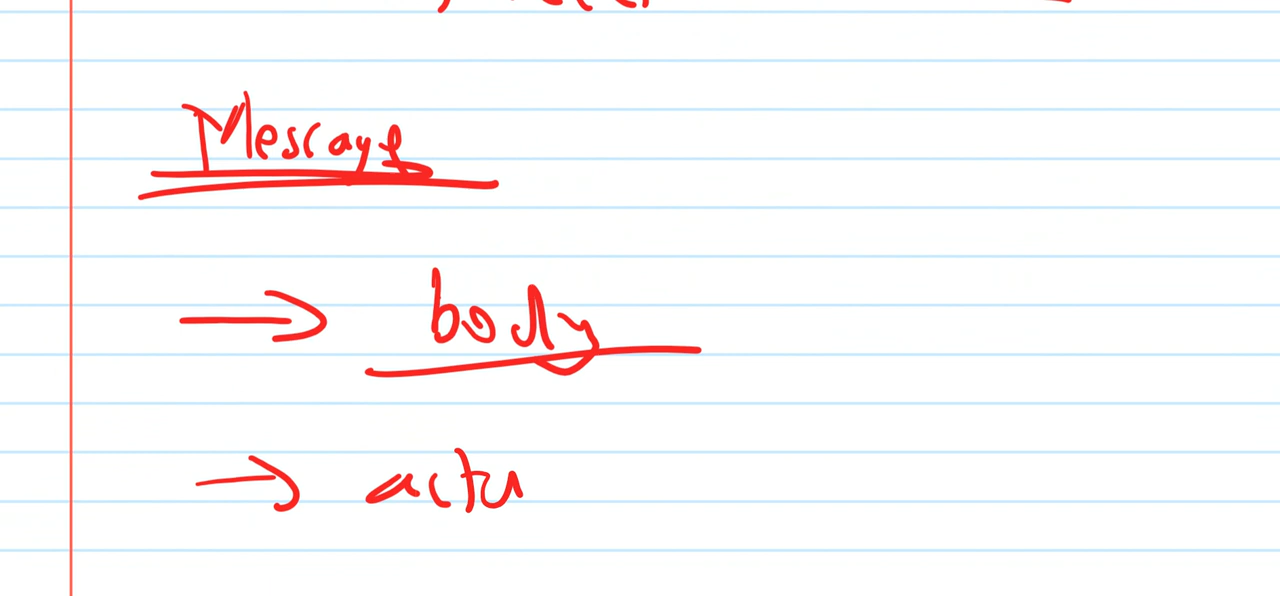 Message
→ body
→ actu